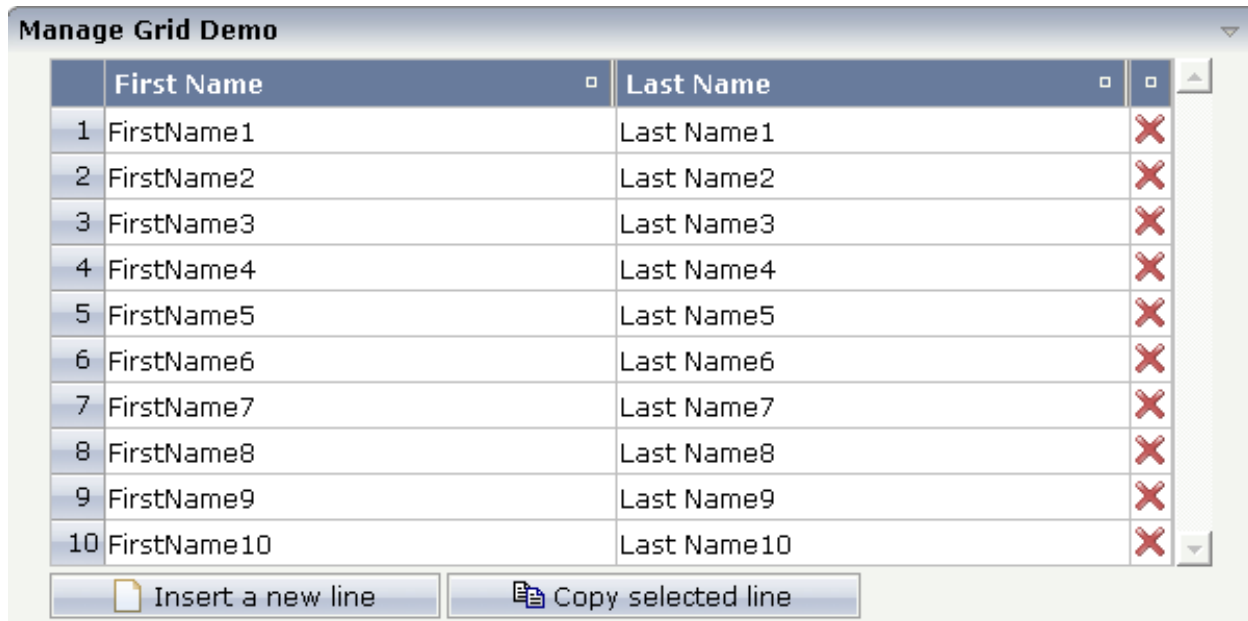 Manage Grid Demo
First Name Last Name
1 FirstName1 Last Name1
2 FirstName2 Last Name2
3 FirstName3 Last Name3
4 FirstName4 Last Name4
5 FirstName5 Last Name5
6 FirstName6 Last Name6
7 FirstName7 Last Name7
8 FirstName8 Last Name8
9 FirstName9 Last Name9
10 FirstName10 Last Name10
Insert a new line Copy selected line